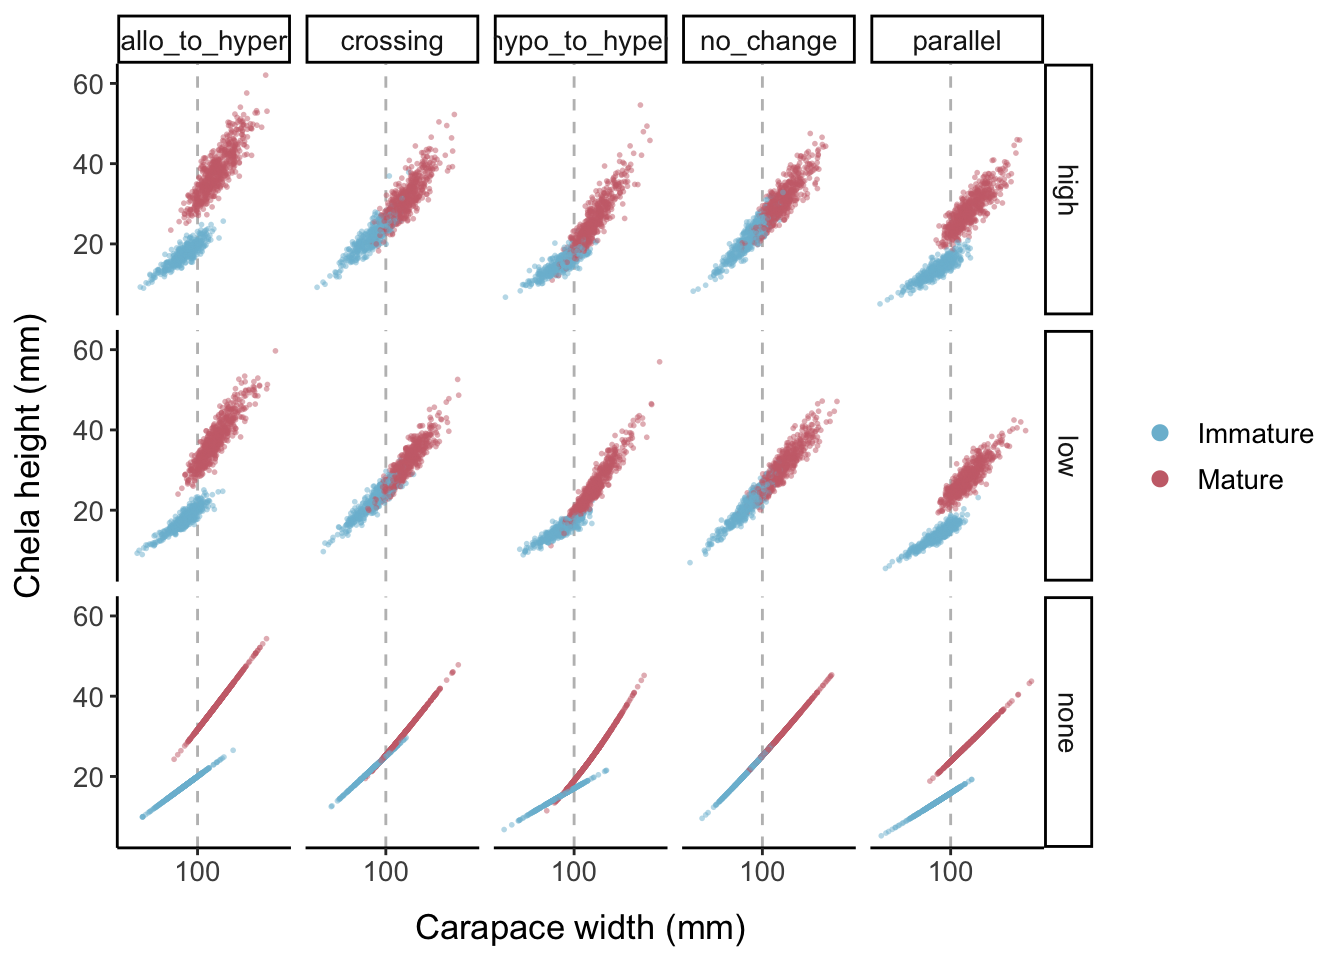 allo_to_hyper crossing hypo_to_hype no_change parallel
60
40
20
high
60
40
20
low
Immature
Mature
60
40
20
none
100 100 100 100 100
Chela height (mm)
Carapace width (mm)